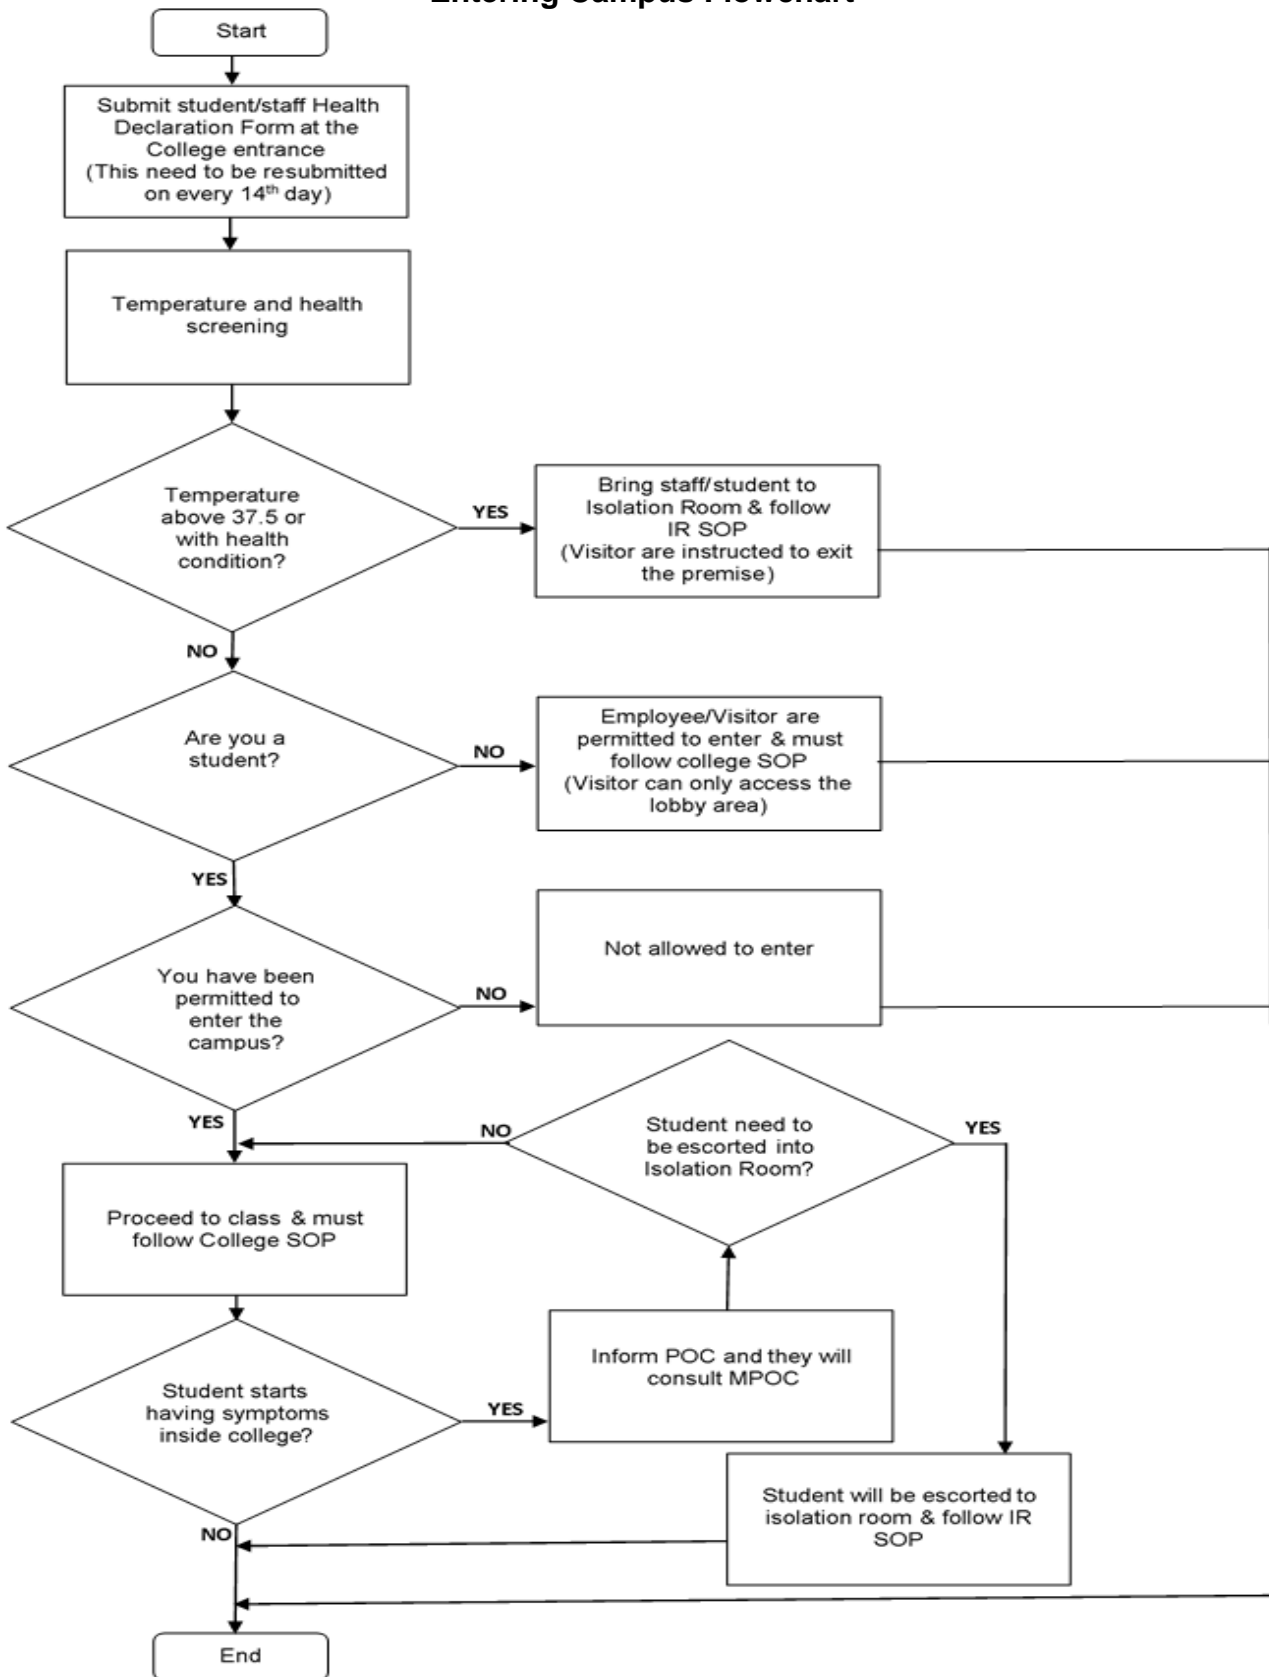 Entering Campus Flowchart
Start
Submit student/staff Health
Declaration Form at the
College entrance
(This need to be resubmitted
on every 14th day)
Temperature and health
screening
Temperature
above 37.5 or
with health
condition?
YES
Bring staff/student to
Isolation Room & follow
IR SOP
(Visitor are instructed to exit
the premise)
NO
Are you a
student?
NO
Employee/Visitor are
permitted to enter & must
follow college SOP
(Visitor can only access the
lobby area)
YES
You have been
permitted to
enter the
campus?
NO
Not allowed to enter
YES
NO
Student need to
be escorted into
Isolation Room?
YES
Proceed to class & must
follow College SOP
Student starts
having symptoms
inside college?
YES
Inform POC and they will
consult MPOC
Student will be escorted to
isolation room & follow IR
SOP
NO
End